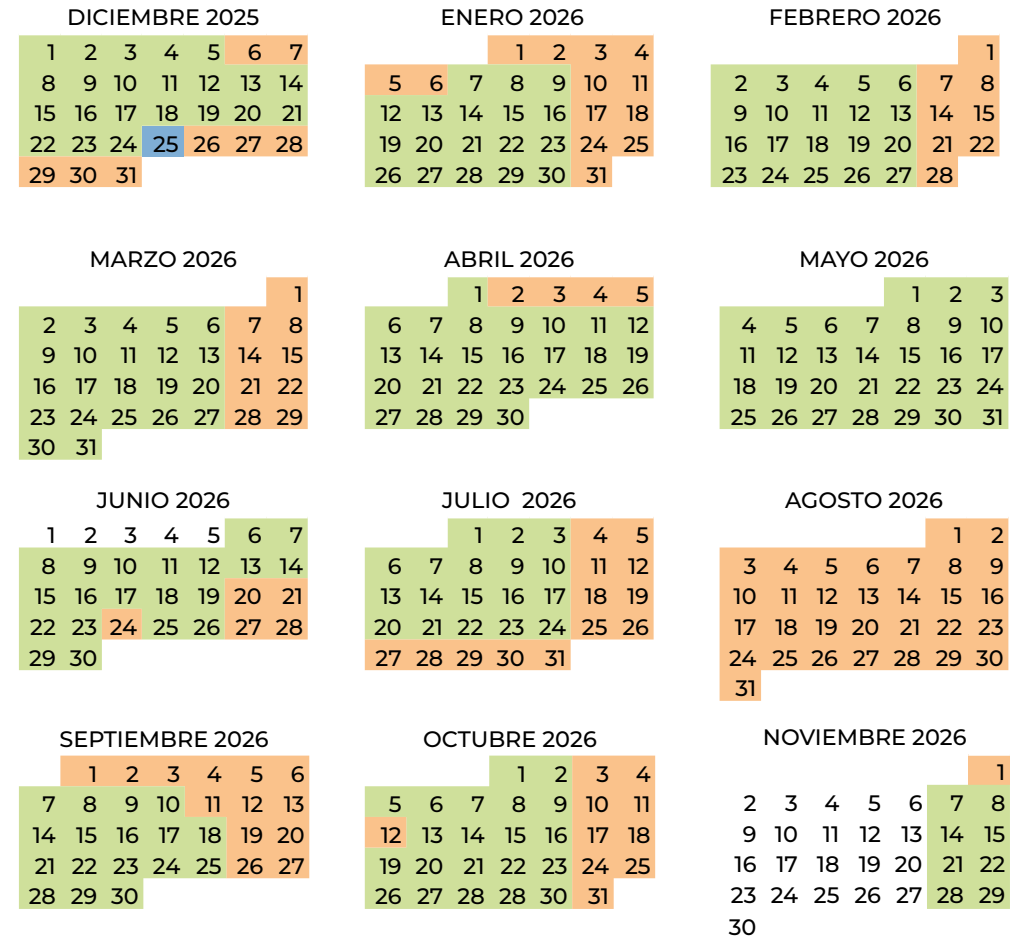 DICIEMBRE 2025
1 2 3 4 5 6 7
8 9 10 11 12 13 14
15 16 17 18 19 20 21
22 23 24 25 26 27 28
29 30 31
ENERO 2026
1 2 3 4
5 6 7 8 9 10 11
12 13 14 15 16 17 18
19 20 21 22 23 24 25
26 27 28 29 30 31
FEBRERO 2026
1
2 3 4 5 6 7 8
9 10 11 12 13 14 15
16 17 18 19 20 21 22
23 24 25 26 27 28
MARZO 2026
1
2 3 4 5 6 7 8
9 10 11 12 13 14 15
16 17 18 19 20 21 22
23 24 25 26 27 28 29
30 31
ABRIL 2026
1 2 3 4 5
6 7 8 9 10 11 12
13 14 15 16 17 18 19
20 21 22 23 24 25 26
27 28 29 30
MAYO 2026
1 2 3
4 5 6 7 8 9 10
11 12 13 14 15 16 17
18 19 20 21 22 23 24
25 26 27 28 29 30 31
JUNIO 2026
1 2 3 4 5 6 7
8 9 10 11 12 13 14
15 16 17 18 19 20 21
22 23 24 25 26 27 28
29 30
JULIO 2026
1 2 3 4 5
6 7 8 9 10 11 12
13 14 15 16 17 18 19
20 21 22 23 24 25 26
27 28 29 30 31
AGOSTO 2026
1 2
3 4 5 6 7 8 9
10 11 12 13 14 15 16
17 18 19 20 21 22 23
24 25 26 27 28 29 30
31
SEPTIEMBRE 2026
1 2 3 4 5 6
7 8 9 10 11 12 13
14 15 16 17 18 19 20
21 22 23 24 25 26 27
28 29 30
OCTUBRE 2026
1 2 3 4
5 6 7 8 9 10 11
12 13 14 15 16 17 18
19 20 21 22 23 24 25
26 27 28 28 30 31
NOVIEMBRE 2026
1
2 3 4 5 6 7 8
9 10 11 12 13 14 15
16 17 18 19 20 21 22
23 24 25 26 27 28 29
30